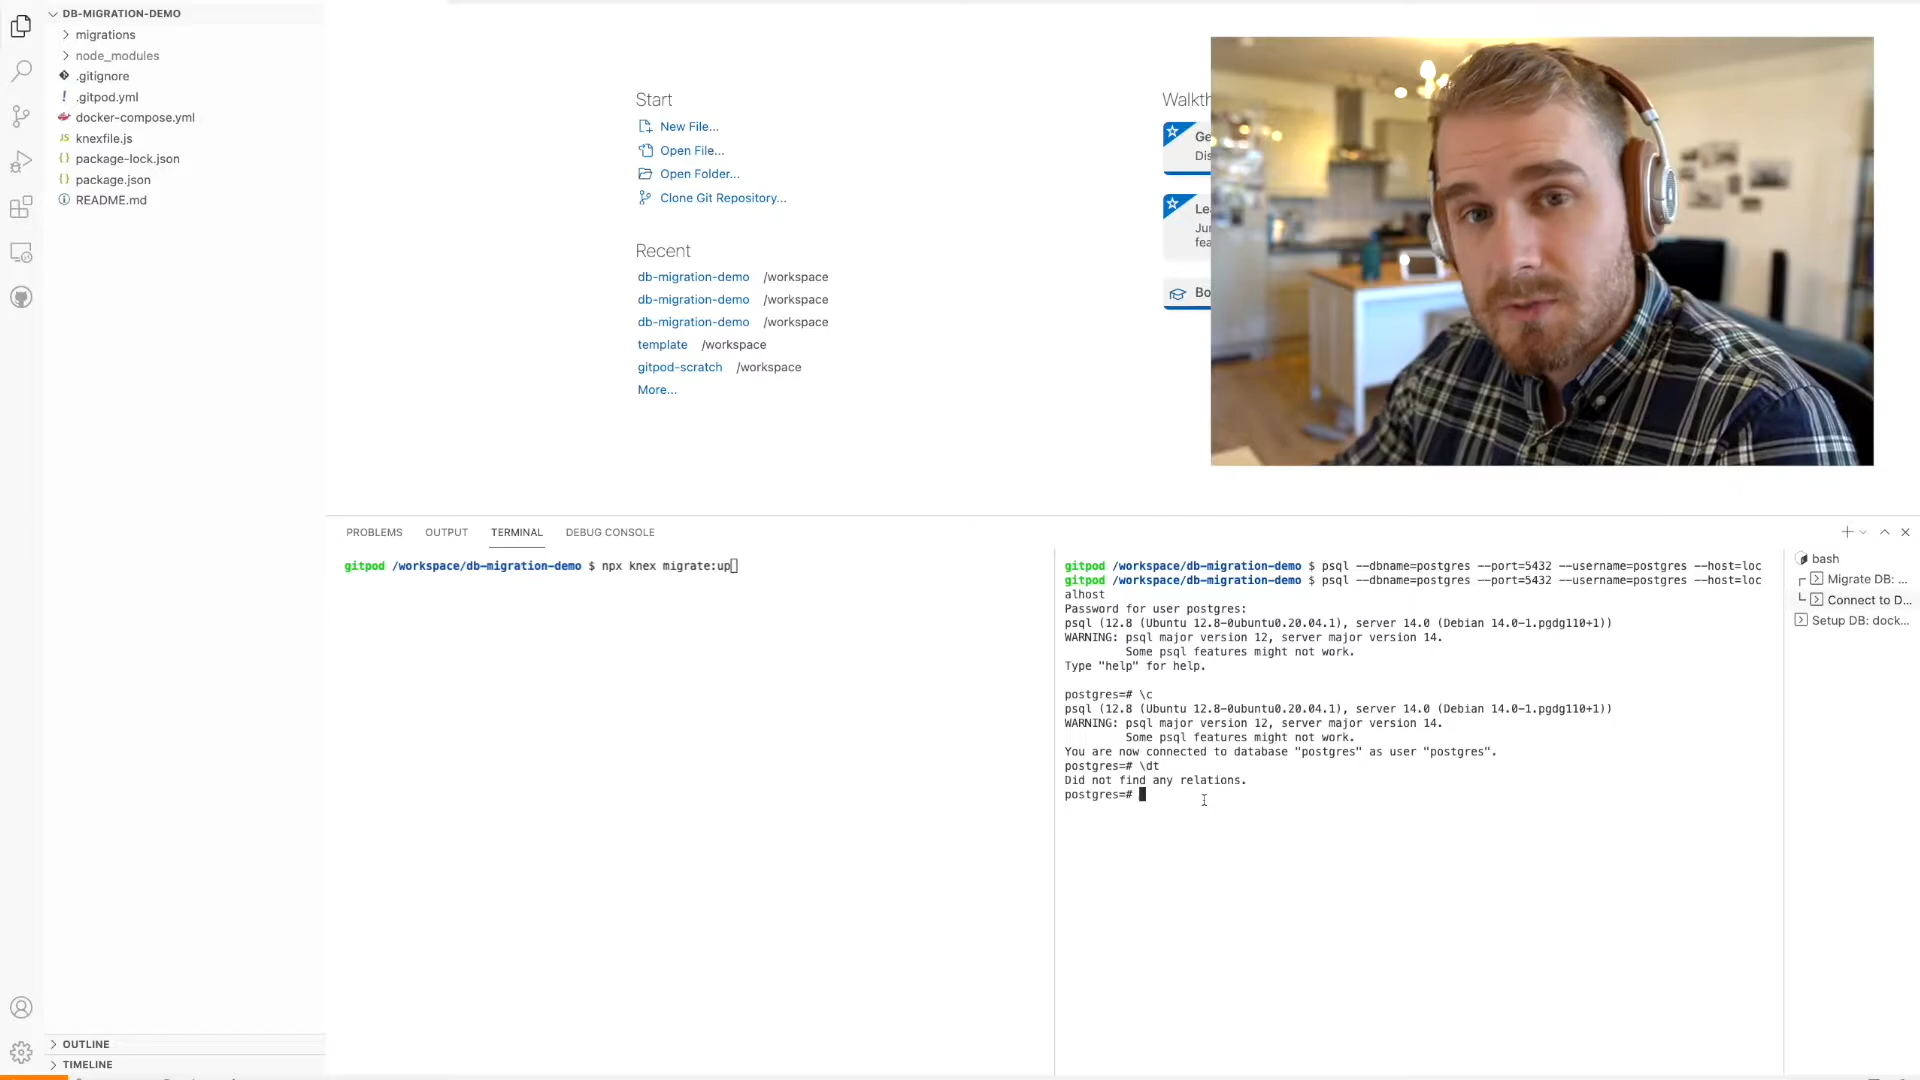 DB-MIGRATION-DEMO
migrations
node_modules
.gitignore
.gitpod.yml
docker-compose.yml
knexfile.js
package-lock.json
package.json
README.md
OUTLINE
TIMELINE
Start
New File...
Open File...
Open Folder...
Clone Git Repository...
Recent
db-migration-demo /workspace
db-migration-demo /workspace
db-migration-demo /workspace
template /workspace
gitpod-scratch /workspace
More...
Walkth
Ge
Dis
Lea
Jum
fea
Bo
PROBLEMS OUTPUT TERMINAL DEBUG CONSOLE
gitpod /workspace/db-migration-demo $ npx knex migrate:up
gitpod /workspace/db-migration-demo $ psql --dbname=postgres --port=5432 --username=postgres --host=loc
gitpod /workspace/db-migration-demo $ psql --dbname=postgres --port=5432 --username=postgres --host=loc
alhost
Password for user postgres:
psql (12.8 (Ubuntu 12.8-0ubuntu0.20.04.1), server 14.0 (Debian 14.0-1.pgdg110+1))
WARNING: psql major version 12, server major version 14.
Some psql features might not work.
Type "help" for help.
postgres=# \c
psql (12.8 (Ubuntu 12.8-0ubuntu0.20.04.1), server 14.0 (Debian 14.0-1.pgdg110+1))
WARNING: psql major version 12, server major version 14.
Some psql features might not work.
You are now connected to database "postgres" as user "postgres".
postgres=# \dt
Did not find any relations.
postgres=#
bash
Migrate DB: ...
Connect to D...
Setup DB: dock...